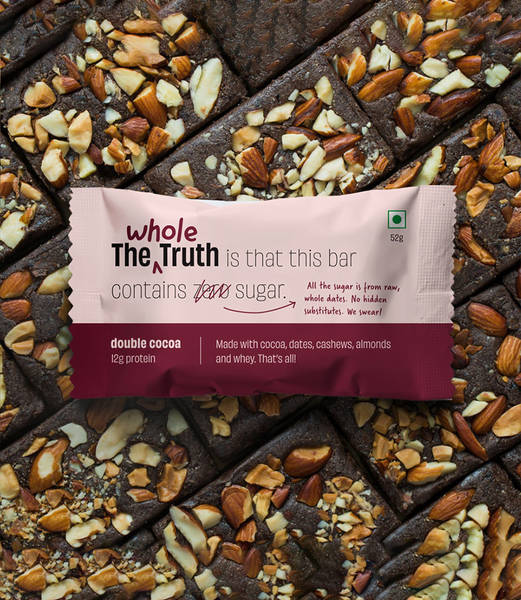 whole
The ^ Truth is that this bar
contains zero sugar.
All the sugar is from raw,
whole dates. No hidden
substitutes. We swear!
52g
double cocoa
12g protein
Made with cocoa, dates, cashews, almonds
and whey. That's all!